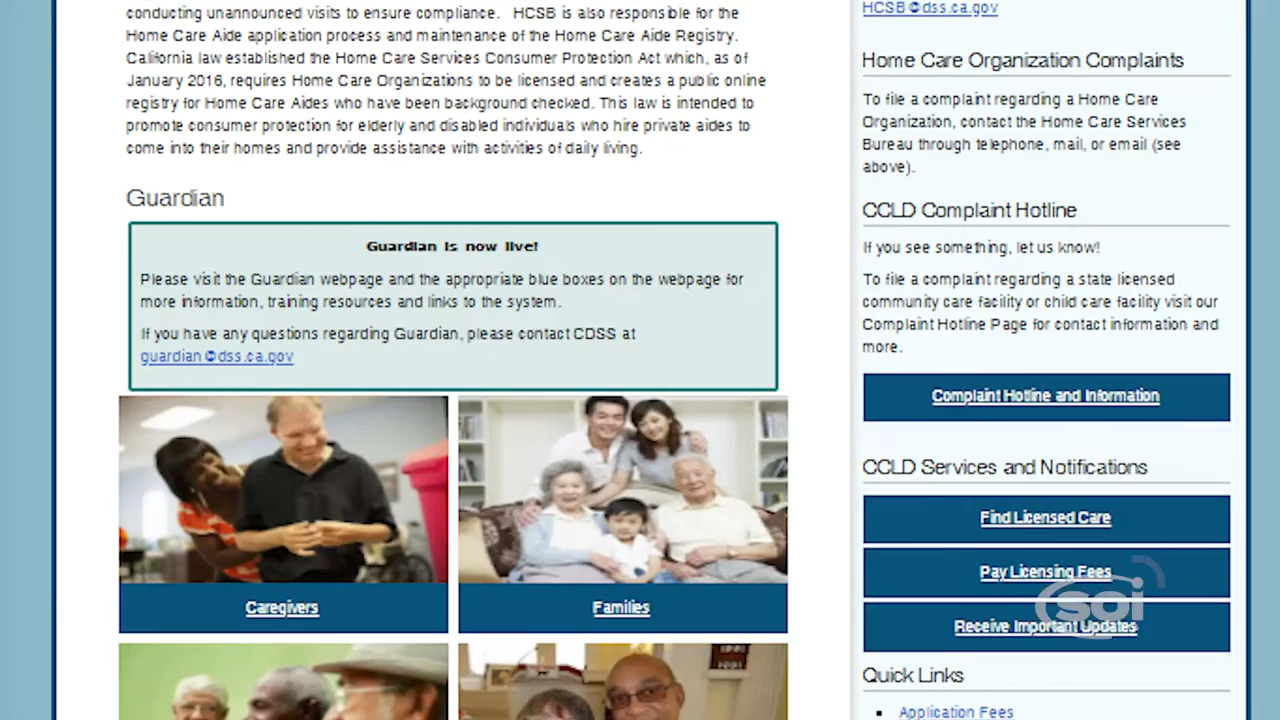 conducting unannounced visits to ensure compliance. HCSB is also responsible for the
Home Care Aide application process and maintenance of the Home Care Aide Registry.
California law established the Home Care Services Consumer Protection Act which, as of
January 2016, requires Home Care Organizations to be licensed and creates a public online
registry for Home Care Aides who have been background checked. This law is intended to
promote consumer protection for elderly and disabled individuals who hire private aides to
come into their homes and provide assistance with activities of daily living.
Guardian
Guardian is now live!
Please visit the Guardian webpage and the appropriate blue boxes on the webpage for
more information, training resources and links to the system.
If you have any questions regarding Guardian, please contact CDSS at
guardian@dss.ca.gov
Caregivers
Families
HCSB@dss.ca.gov
Home Care Organization Complaints
To file a complaint regarding a Home Care
Organization, contact the Home Care Services
Bureau through telephone, mail, or email (see
above).
CCLD Complaint Hotline
If you see something, let us know!
To file a complaint regarding a state licensed
community care facility or child care facility visit our
Complaint Hotline Page for contact information and
more.
Complaint Hotline and Information
CCLD Services and Notifications
Find Licensed Care
Pay Licensing Fees
Receive Important Updates
soi
Quick Links
Application Fees